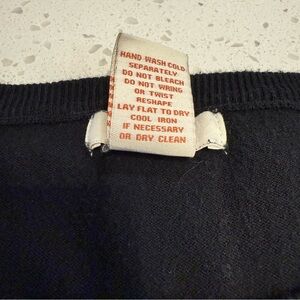 HAND WASH COLD
SEPARATELY
DO NOT BLEACH
DO NOT WRING
OR TWIST
RESHAPE
LAY FLAT TO DRY
COOL IRON
IF NECESSARY
OR DRY CLEAN